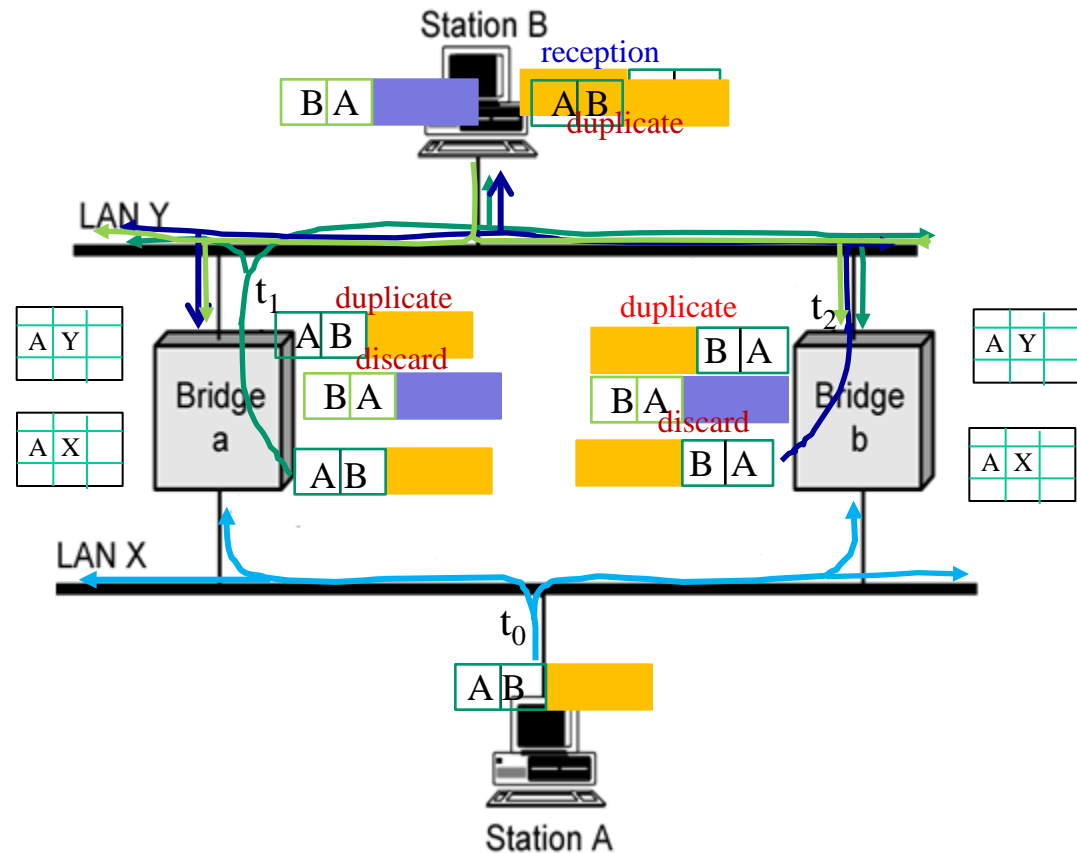 Station B
reception
B A
A B
duplicate
LAN Y
t1
t2
duplicate
duplicate
A Y
A B
B A
A Y
discard
B A
B A
Bridge
a
Bridge
b
discard
A X
A B
B A
A X
LAN X
t0
A B
Station A